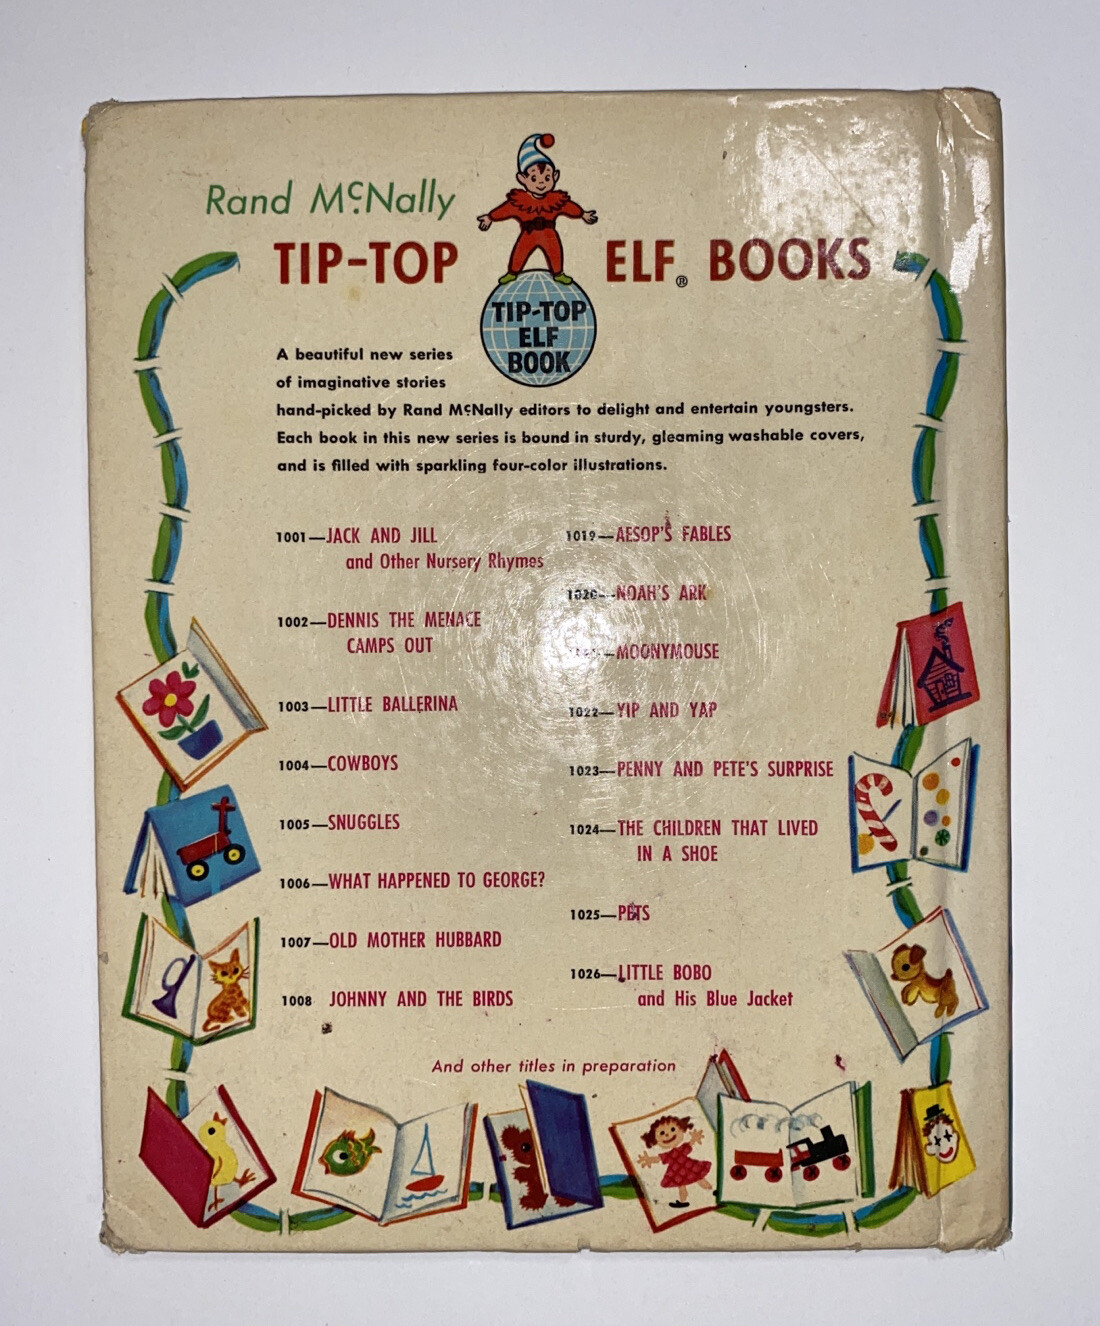 Rand McNally
TIP-TOP ELF® BOOKS
TIP-TOP
ELF
BOOK
A beautiful new series
of imaginative stories
hand-picked by Rand McNally editors to delight and entertain youngsters.
Each book in this new series is bound in sturdy, gleaming washable covers,
and is filled with sparkling four-color illustrations.
1001—JACK AND JILL
and Other Nursery Rhymes
1002—DENNIS THE MENACE
CAMPS OUT
1003—LITTLE BALLERINA
1004—COWBOYS
1005—SNUGGLES
1006—WHAT HAPPENED TO GEORGE?
1007—OLD MOTHER HUBBARD
1008 JOHNNY AND THE BIRDS
1019—AESOP'S FABLES
1020—NOAH'S ARK
—MOONYMOUSE
1022—YIP AND YAP
1023—PENNY AND PETE'S SURPRISE
1024—THE CHILDREN THAT LIVED
IN A SHOE
1025—PETS
1026—LITTLE BOBO
and His Blue Jacket
And other titles in preparation